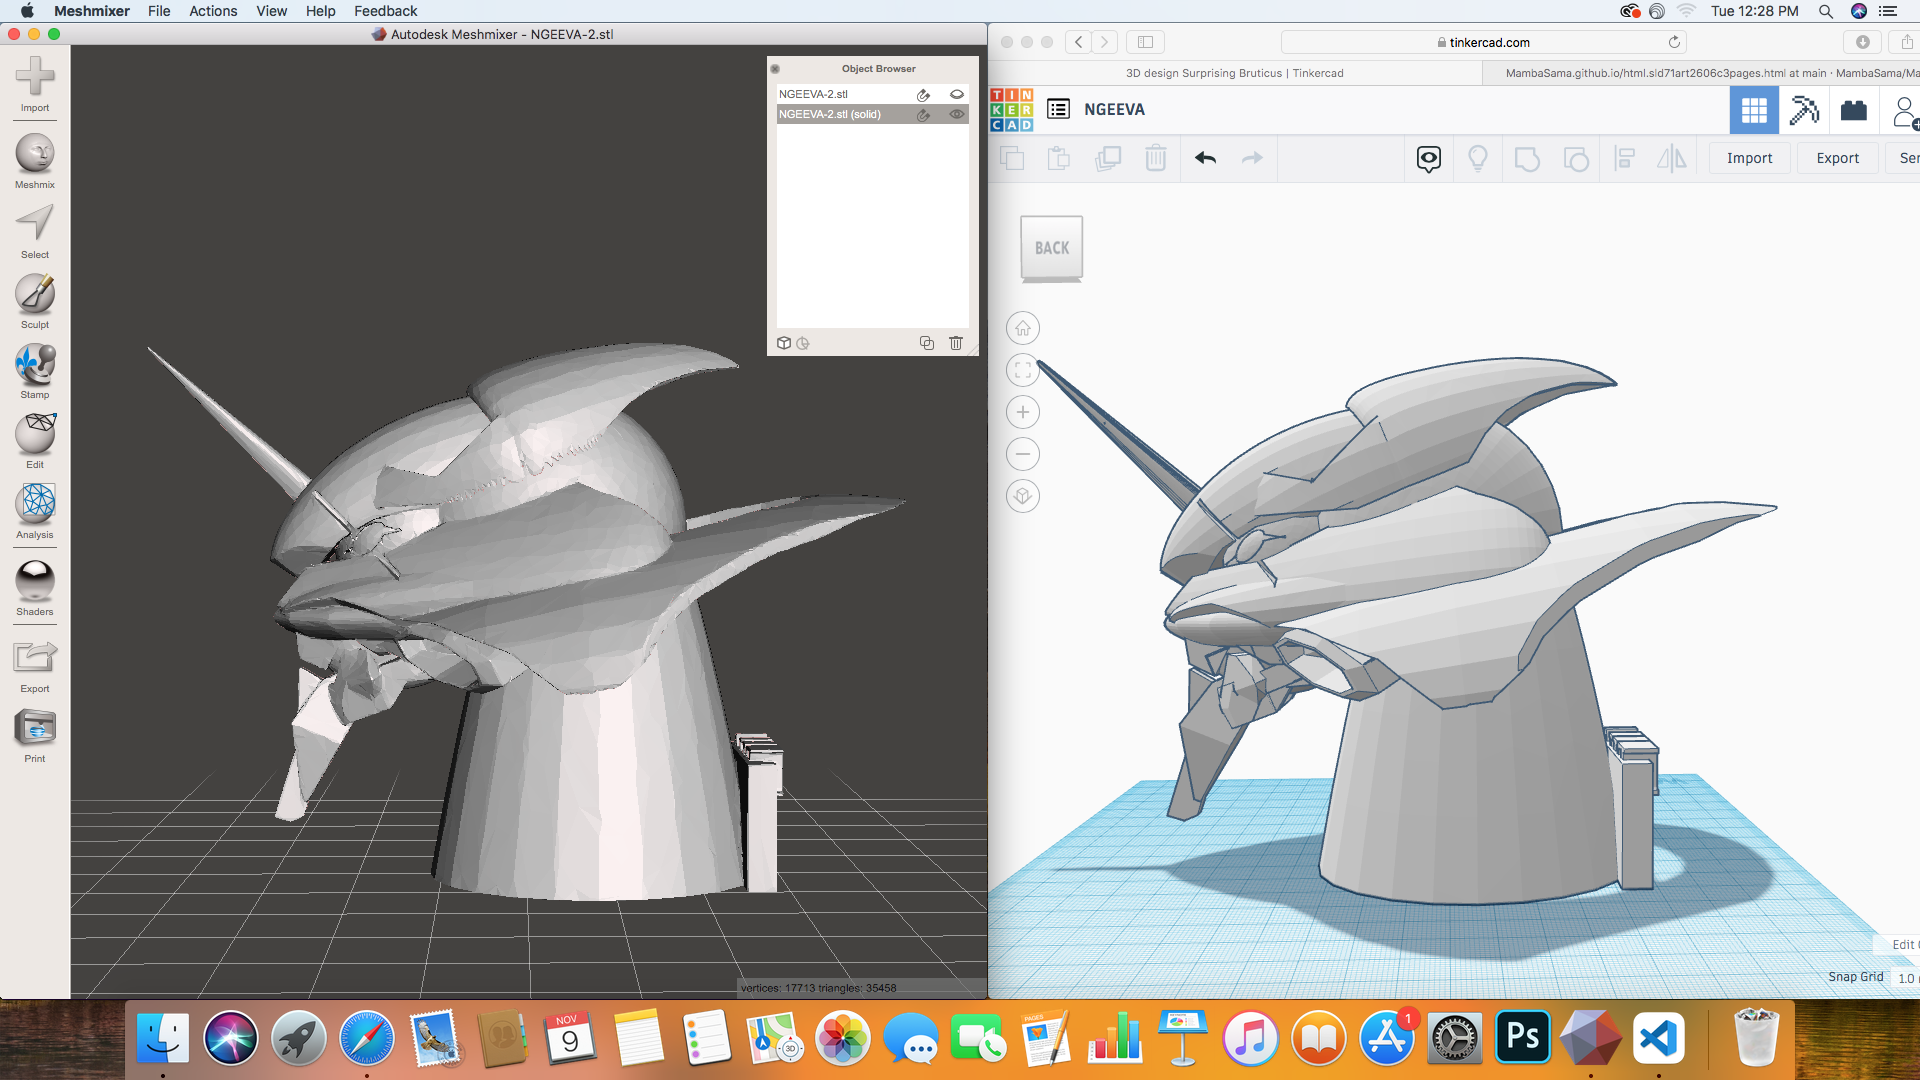 Meshmixer File Actions View Help Feedback
Tue 12:28 PM
Autodesk Meshmixer - NGEEVA-2.stl
Import
Meshmix
Select
Sculpt
Stamp
Edit
Analysis
Shaders
Export
Print
Object Browser
NGEEVA-2.stl
NGEEVA-2.stl (solid)
vertices: 17713 triangles: 35458
tinkercad.com
3D design Surprising Bruticus | Tinkercad
MambaSama.github.io/html.sld71art2606c3pages.html at main · MambaSama/Ma
TIN
KER
CAD
NGEEVA
Import
Export
Ser
BACK
Edit
Snap Grid 1.0
NOV
9
3D
PAGES
1
Ps